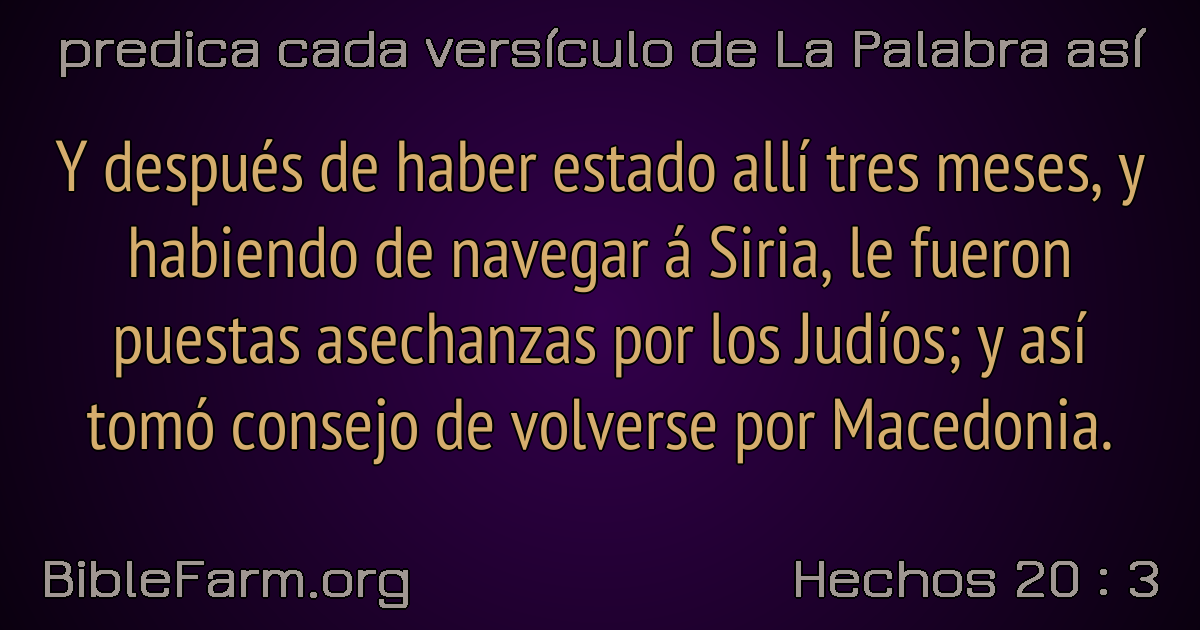 predica cada versículo de La Palabra así
Y después de haber estado allí tres meses, y
habiendo de navegar á Siria, le fueron
puestas asechanzas por los Judíos; y así
tomó consejo de volverse por Macedonia.
BibleFarm.org
Hechos 20 : 3